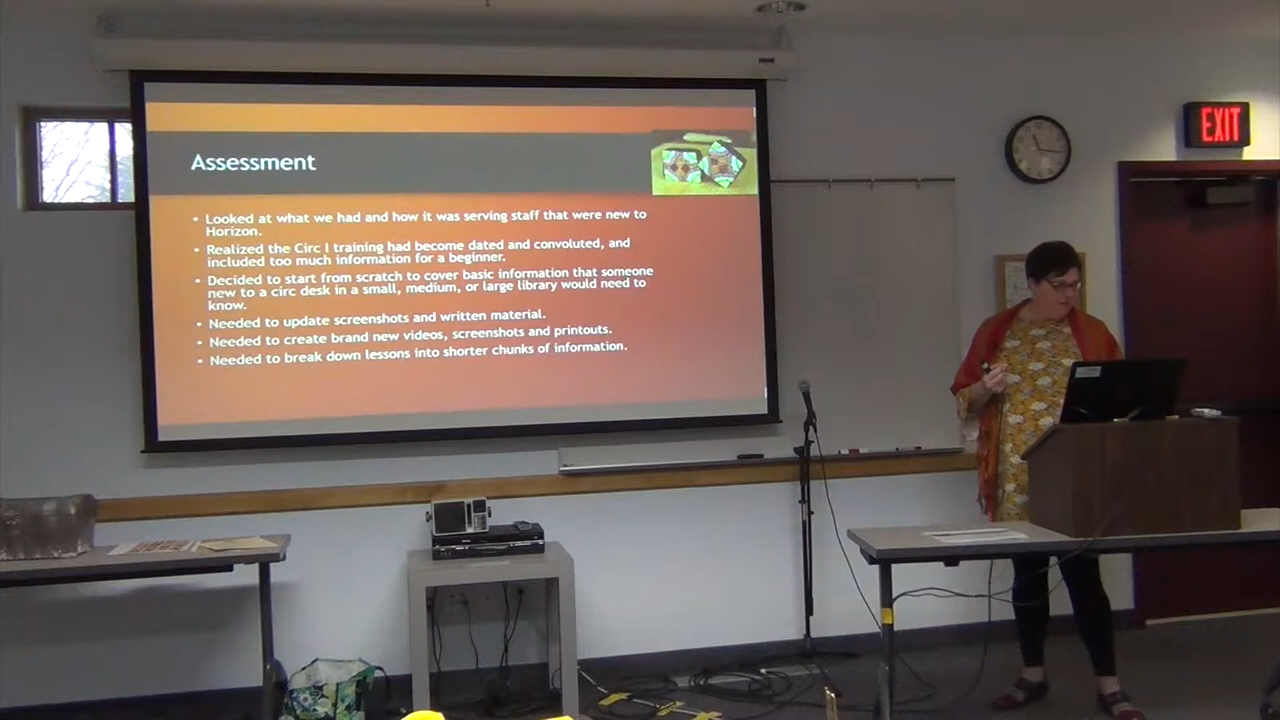 Assessment
• Looked at what we had and how it was serving staff that were new to
Horizon.
• Realized the Circ I training had become dated and convoluted, and
included too much information for a beginner.
• Decided to start from scratch to cover basic information that someone
new to a circ desk in a small, medium, or large library would need to
know.
• Needed to update screenshots and written material.
• Needed to create brand new videos, screenshots and printouts.
• Needed to break down lessons into shorter chunks of information.
EXIT